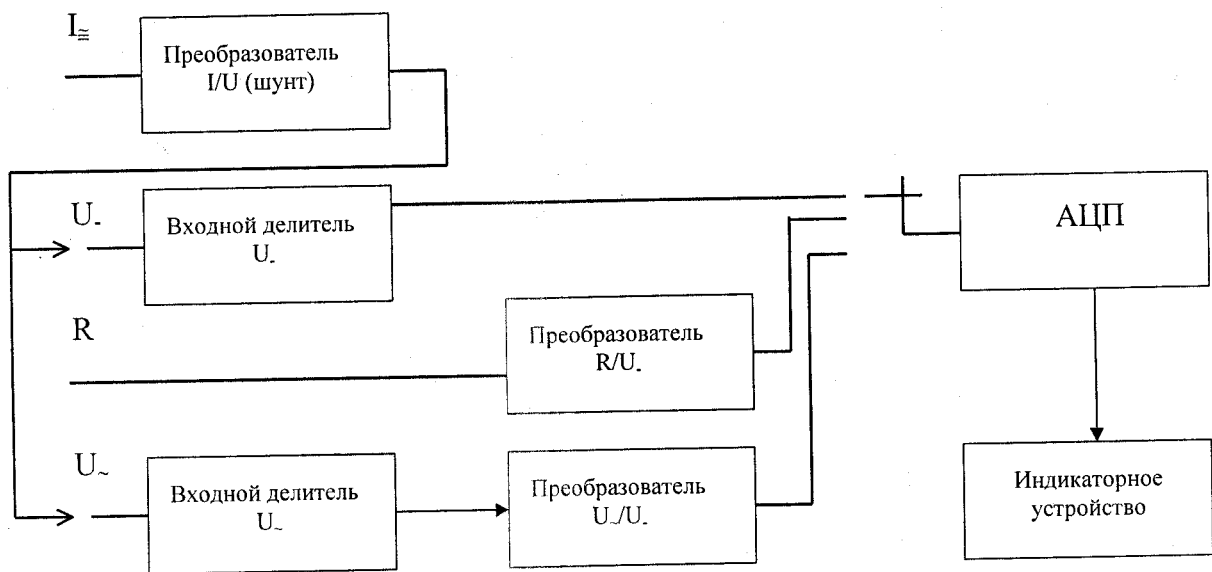 I≅
Преобразователь
I/U (шунт)
U-
Входной делитель
U-
АЦП
R
Преобразователь
R/U-
U~
Входной делитель
U~
Преобразователь
U~/U-
Индикаторное
устройство